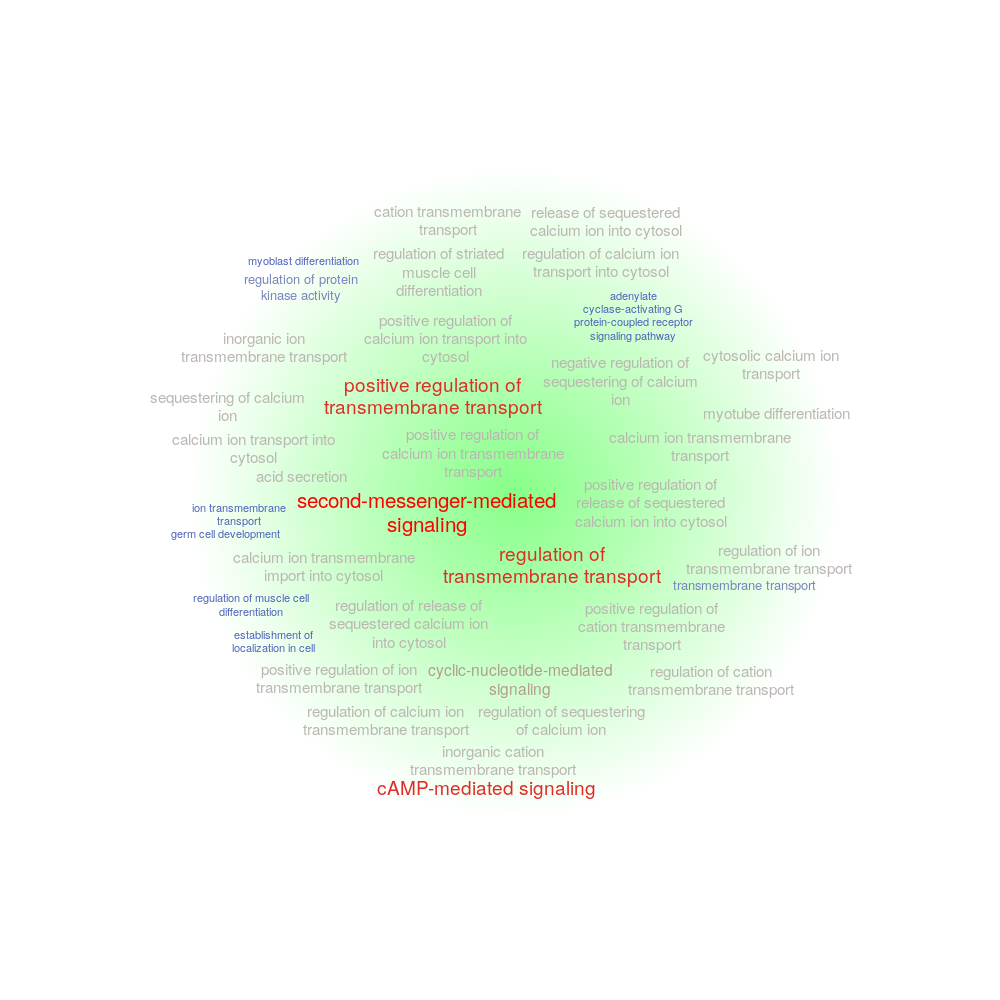 cation transmembrane
transport
release of sequestered
calcium ion into cytosol
regulation of striated
muscle cell
differentiation
regulation of calcium ion
transport into cytosol
myoblast differentiation
regulation of protein
kinase activity
adenylate
cyclase-activating G
protein-coupled receptor
signaling pathway
positive regulation of
calcium ion transport into
cytosol
inorganic ion
transmembrane transport
negative regulation of
sequestering of calcium
ion
cytosolic calcium ion
transport
positive regulation of
transmembrane transport
sequestering of calcium
ion
myotube differentiation
calcium ion transport into
cytosol
positive regulation of
calcium ion transmembrane
transport
calcium ion transmembrane
transport
acid secretion
positive regulation of
release of sequestered
calcium ion into cytosol
second-messenger-mediated
signaling
ion transmembrane
transport
germ cell development
regulation of
transmembrane transport
regulation of ion
transmembrane transport
calcium ion transmembrane
import into cytosol
transmembrane transport
regulation of muscle cell
differentiation
regulation of release of
sequestered calcium ion
into cytosol
positive regulation of
cation transmembrane
transport
establishment of
localization in cell
positive regulation of ion
transmembrane transport
cyclic-nucleotide-mediated
signaling
regulation of cation
transmembrane transport
regulation of calcium ion
transmembrane transport
regulation of sequestering
of calcium ion
inorganic cation
transmembrane transport
cAMP-mediated signaling